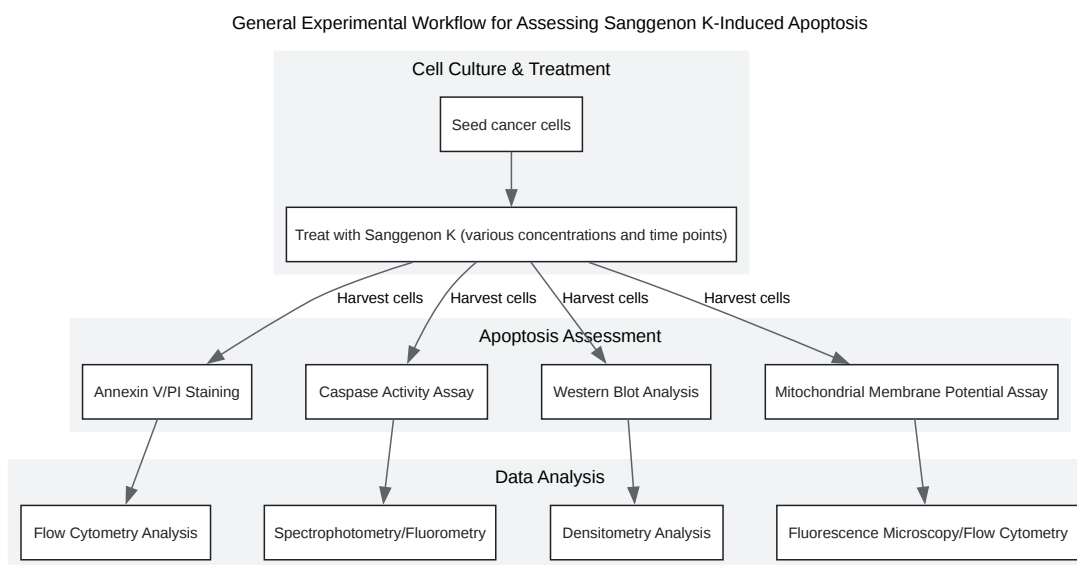 General Experimental Workflow for Assessing Sanggenon K-Induced Apoptosis
Cell Culture & Treatment
Seed cancer cells
Treat with Sanggenon K (various concentrations and time points)
Harvest cells
Harvest cells
Harvest cells
Harvest cells
Apoptosis Assessment
Annexin V/PI Staining
Caspase Activity Assay
Western Blot Analysis
Mitochondrial Membrane Potential Assay
Data Analysis
Flow Cytometry Analysis
Spectrophotometry/Fluorometry
Densitometry Analysis
Fluorescence Microscopy/Flow Cytometry